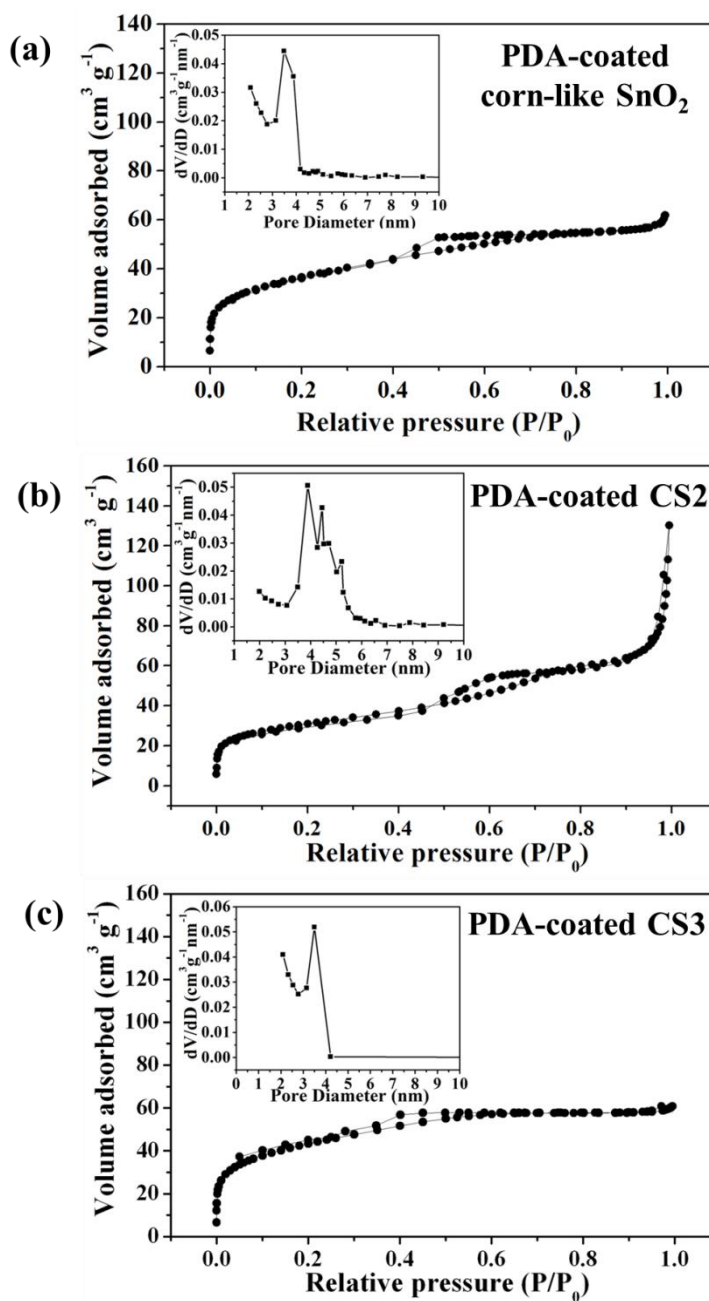 (a)
PDA-coated
corn-like SnO₂
Volume adsorbed (cm³ g⁻¹)
140
120
100
80
60
40
20
0
0.0 0.2 0.4 0.6 0.8 1.0
Relative pressure (P/P₀)
dV/dD (cm³g⁻¹nm⁻¹)
0.05
0.04
0.03
0.02
0.01
0.00
1 2 3 4 5 6 7 8 9 10
Pore Diameter (nm)
(b)
PDA-coated CS2
Volume adsorbed (cm³ g⁻¹)
160
140
120
100
80
60
40
20
0
0.0 0.2 0.4 0.6 0.8 1.0
Relative pressure (P/P₀)
dV/dD (cm³g⁻¹nm⁻¹)
0.05
0.04
0.03
0.02
0.01
0.00
1 2 3 4 5 6 7 8 9 10
Pore Diameter (nm)
(c)
PDA-coated CS3
Volume adsorbed (cm³ g⁻¹)
160
140
120
100
80
60
40
20
0
0.0 0.2 0.4 0.6 0.8 1.0
Relative pressure (P/P₀)
dV/dD (cm³g⁻¹nm⁻¹)
0.06
0.05
0.04
0.03
0.02
0.01
0.00
0 1 2 3 4 5 6 7 8 9 10
Pore Diameter (nm)